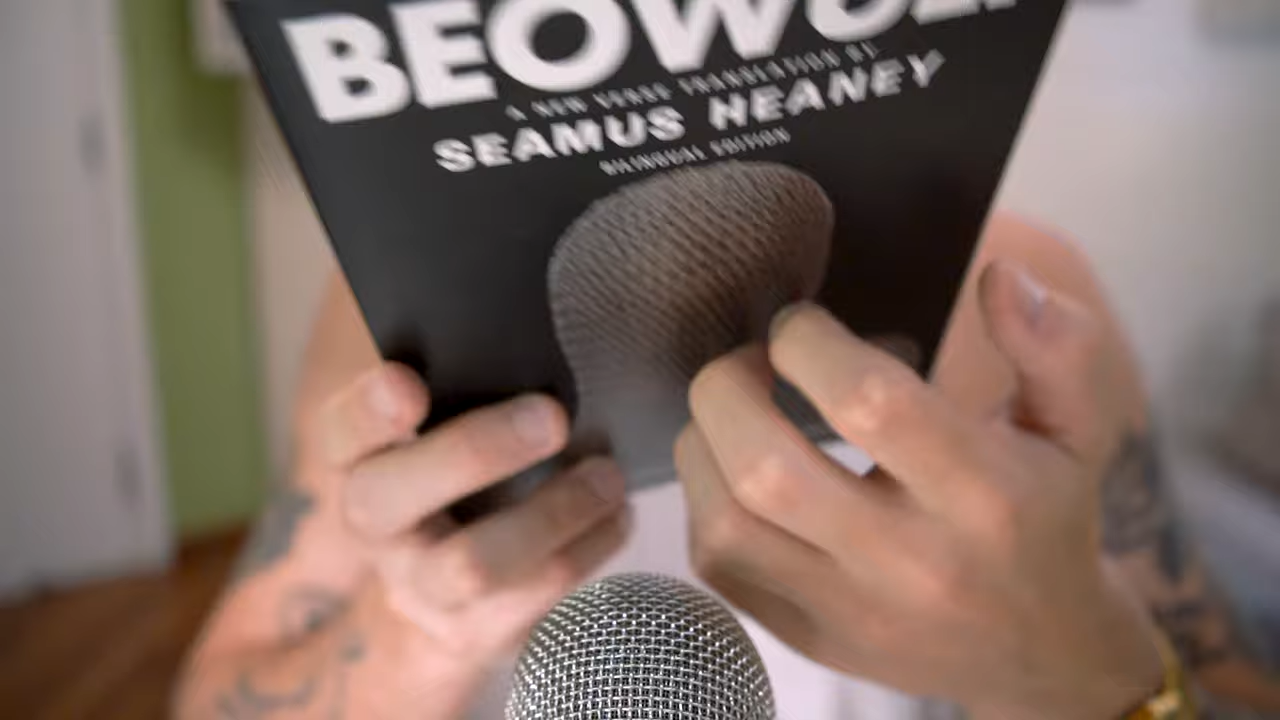 BEOWULF
A NEW VERSE TRANSLATION BY
SEAMUS HEANEY
BILINGUAL EDITION